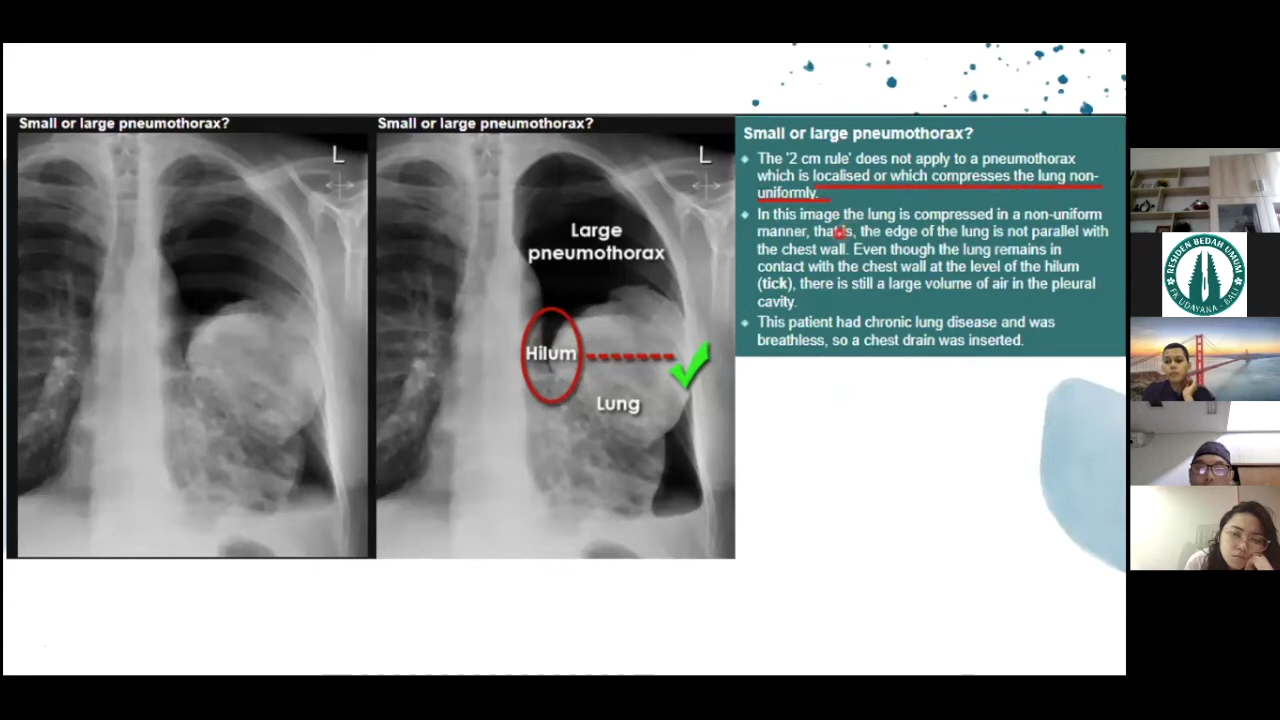 Small or large pneumothorax?
L
Small or large pneumothorax?
L
Large
pneumothorax
Hilum
Lung
Small or large pneumothorax?
The '2 cm rule' does not apply to a pneumothorax
which is localised or which compresses the lung non-
uniformly.
In this image the lung is compressed in a non-uniform
manner, that is, the edge of the lung is not parallel with
the chest wall. Even though the lung remains in
contact with the chest wall at the level of the hilum
(tick), there is still a large volume of air in the pleural
cavity.
This patient had chronic lung disease and was
breathless, so a chest drain was inserted.
RESIDEN BEDAH UMUM
FK UDAYANA - BALI